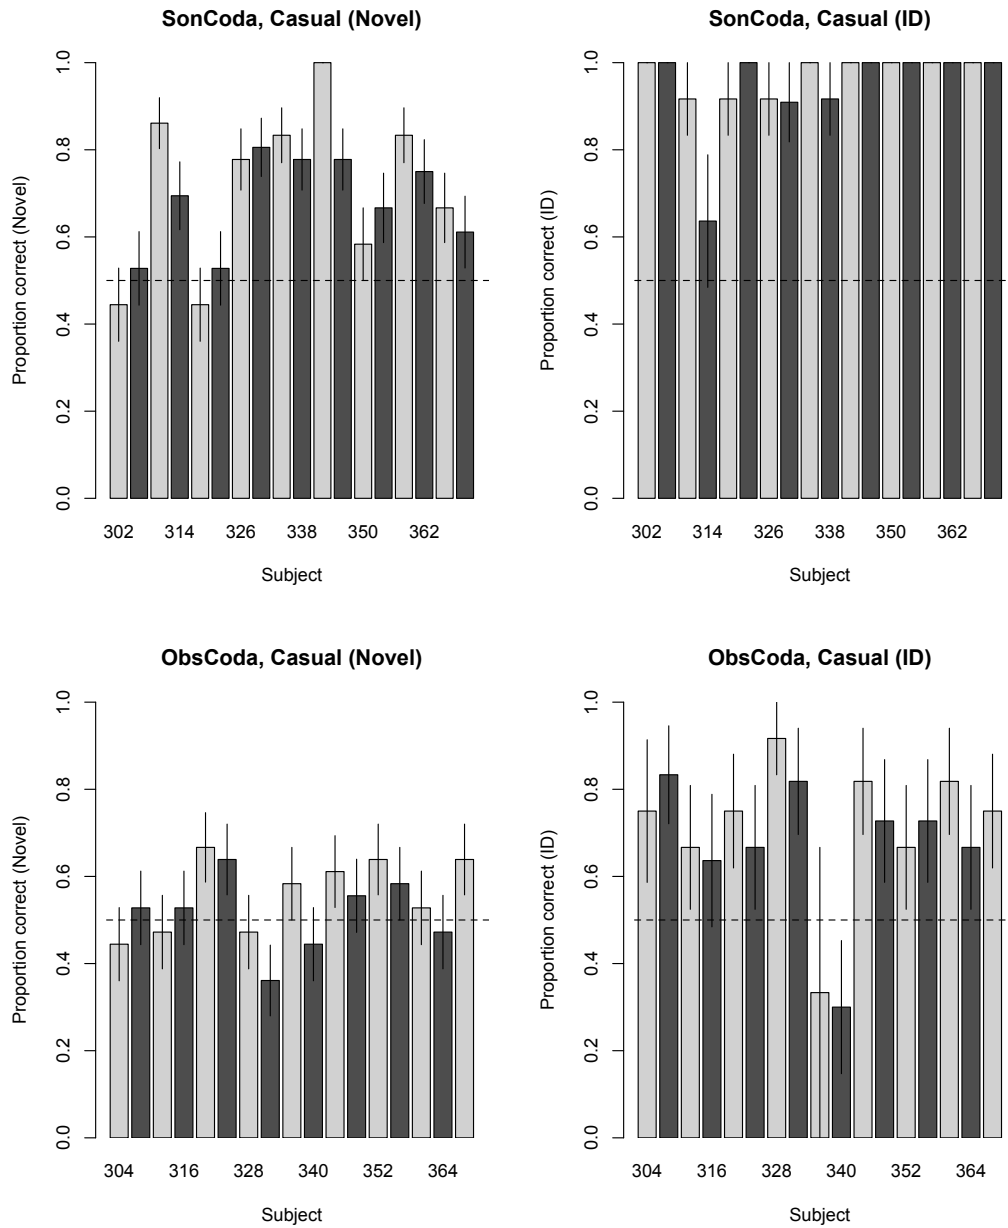 SonCoda, Casual (Novel)
Proportion correct (Novel)
1.0
0.8
0.6
0.4
0.2
0.0
302 314 326 338 350 362
Subject
SonCoda, Casual (ID)
Proportion correct (ID)
1.0
0.8
0.6
0.4
0.2
0.0
302 314 326 338 350 362
Subject
ObsCoda, Casual (Novel)
Proportion correct (Novel)
1.0
0.8
0.6
0.4
0.2
0.0
304 316 328 340 352 364
Subject
ObsCoda, Casual (ID)
Proportion correct (ID)
1.0
0.8
0.6
0.4
0.2
0.0
304 316 328 340 352 364
Subject